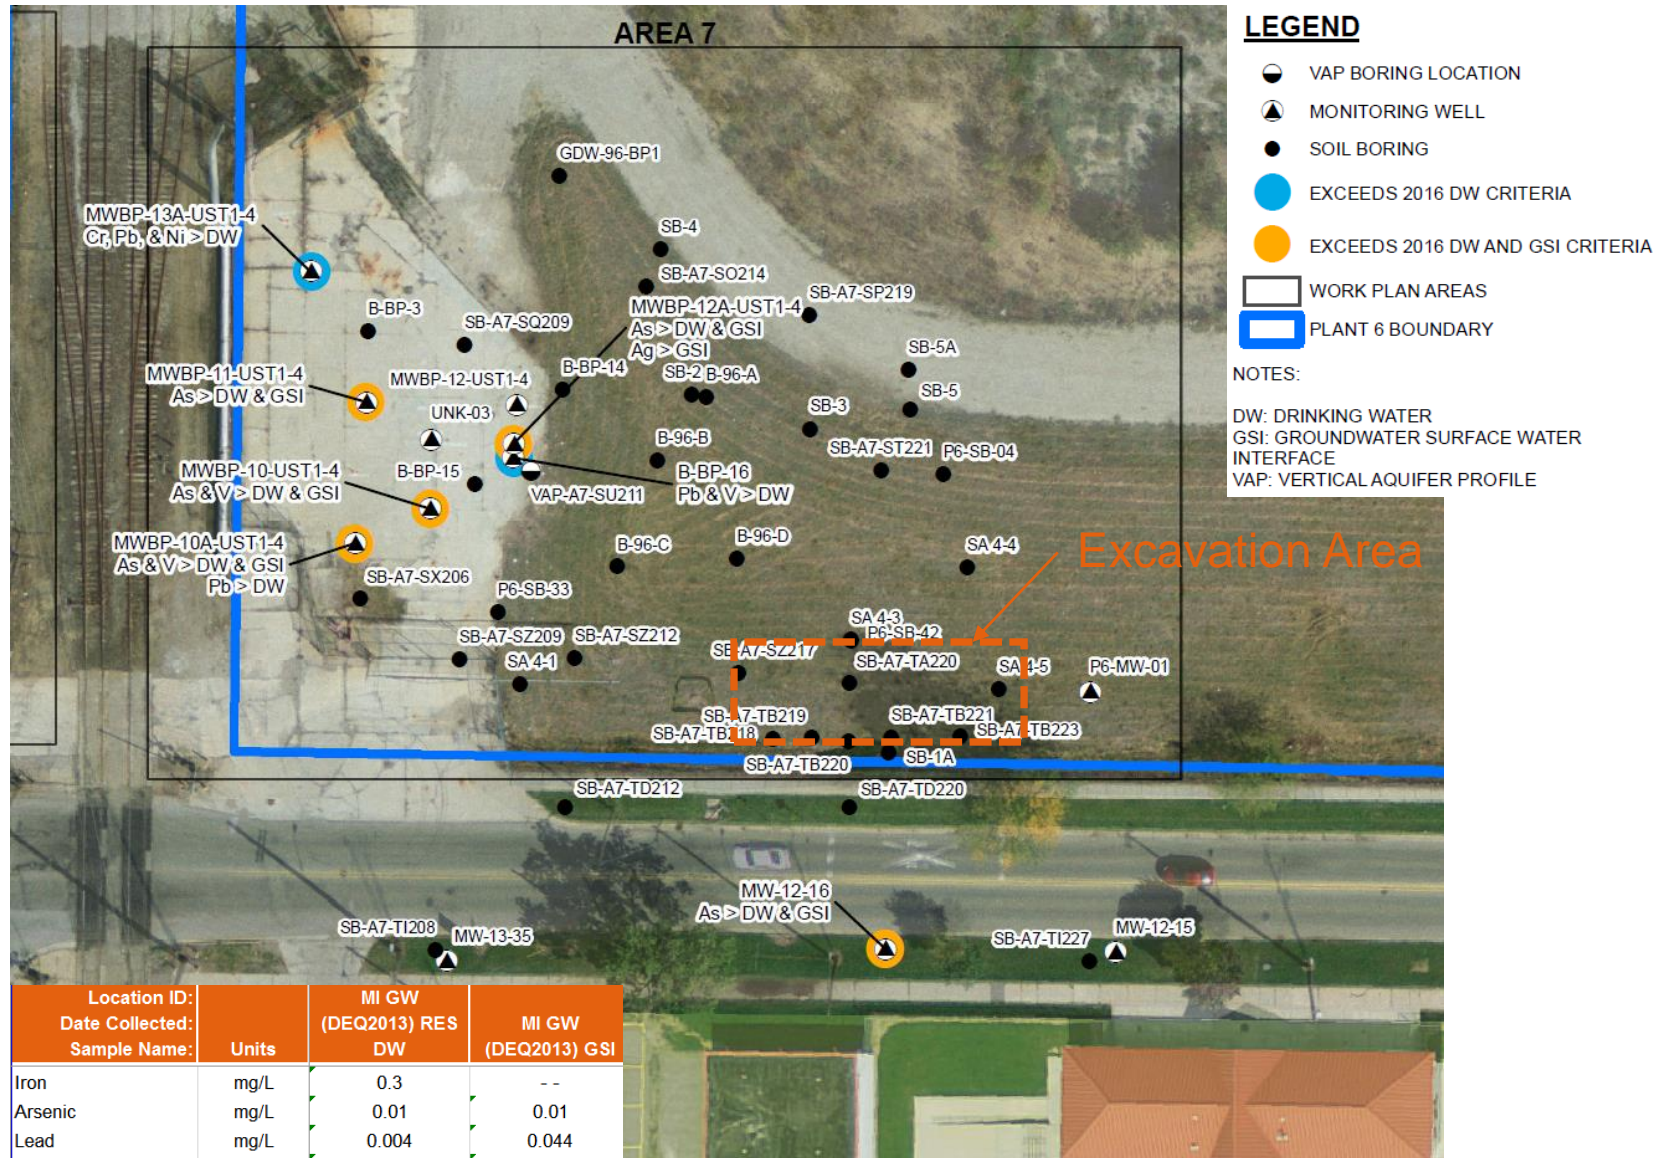 AREA 7
GDW-96-BP1
MWBP-13A-UST1-4
Cr, Pb, & Ni > DW
SB-4
SB-A7-SO214
MWBP-12A-UST1-4
As > DW & GSI
Ag > GSI
SB-A7-SP219
B-BP-3
SB-A7-SQ209
SB-5A
MWBP-11-UST1-4
As > DW & GSI
MWBP-12-UST1-4
B-BP-14
SB-2
B-96-A
SB-5
UNK-03
SB-3
B-96-B
SB-A7-ST221
P6-SB-04
MWBP-10-UST1-4
As & V > DW & GSI
B-BP-15
VAP-A7-SU211
B-BP-16
Pb & V > DW
MWBP-10A-UST1-4
As & V > DW & GSI
Pb > DW
B-96-C
B-96-D
SA 4-4
Excavation Area
SB-A7-SX206
P6-SB-33
SA 4-3
P6-SB-42
SB-A7-SZ209
SB-A7-SZ212
SB-A7-SZ217
SA 4-1
SB-A7-TA220
SA 4-5
P6-MW-01
SB-A7-TB219
SB-A7-TB221
SB-A7-TB218
SB-A7-TB223
SB-A7-TB220
SB-1A
SB-A7-TD212
SB-A7-TD220
MW-12-16
As > DW & GSI
SB-A7-TI208
MW-13-35
SB-A7-TI227
MW-12-15
LEGEND
VAP BORING LOCATION
MONITORING WELL
SOIL BORING
EXCEEDS 2016 DW CRITERIA
EXCEEDS 2016 DW AND GSI CRITERIA
WORK PLAN AREAS
PLANT 6 BOUNDARY
NOTES:
DW: DRINKING WATER
GSI: GROUNDWATER SURFACE WATER
INTERFACE
VAP: VERTICAL AQUIFER PROFILE
Location ID: MI GW
Date Collected: (DEQ2013) RES MI GW
Sample Name: Units DW (DEQ2013) GSI
Iron mg/L 0.3 - -
Arsenic mg/L 0.01 0.01
Lead mg/L 0.004 0.044